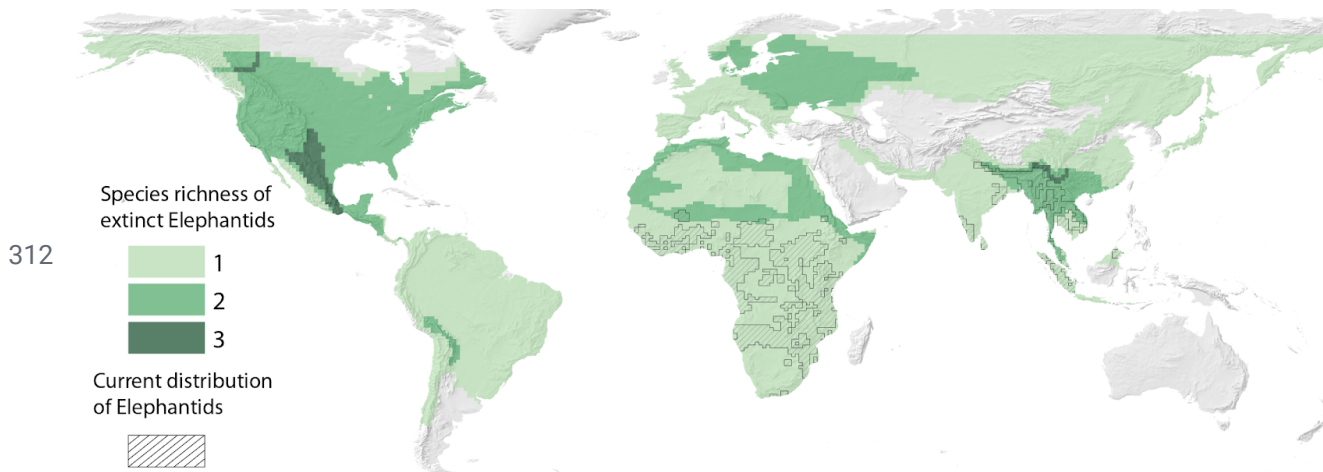 Species richness of
extinct Elephantids
312
1
2
3
Current distribution
of Elephantids